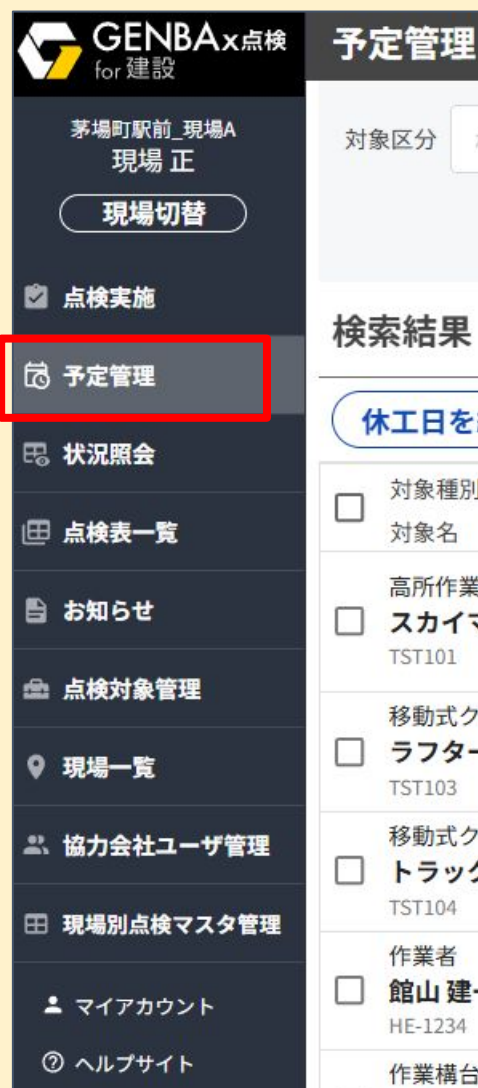 GENBAx点検
for 建設
茅場町駅前_現場A
現場 正
現場切替
点検実施
予定管理
状況照会
点検表一覧
お知らせ
点検対象管理
現場一覧
協力会社ユーザ管理
現場別点検マスタ管理
マイアカウント
ヘルプサイト
予定管理
対象区分
検索結果
休工日を
対象種別
対象名
高所作業
スカイマ
TST101
移動式ク
ラフター
TST103
移動式ク
トラック
TST104
作業者
館山 建一
HE-1234
作業構台